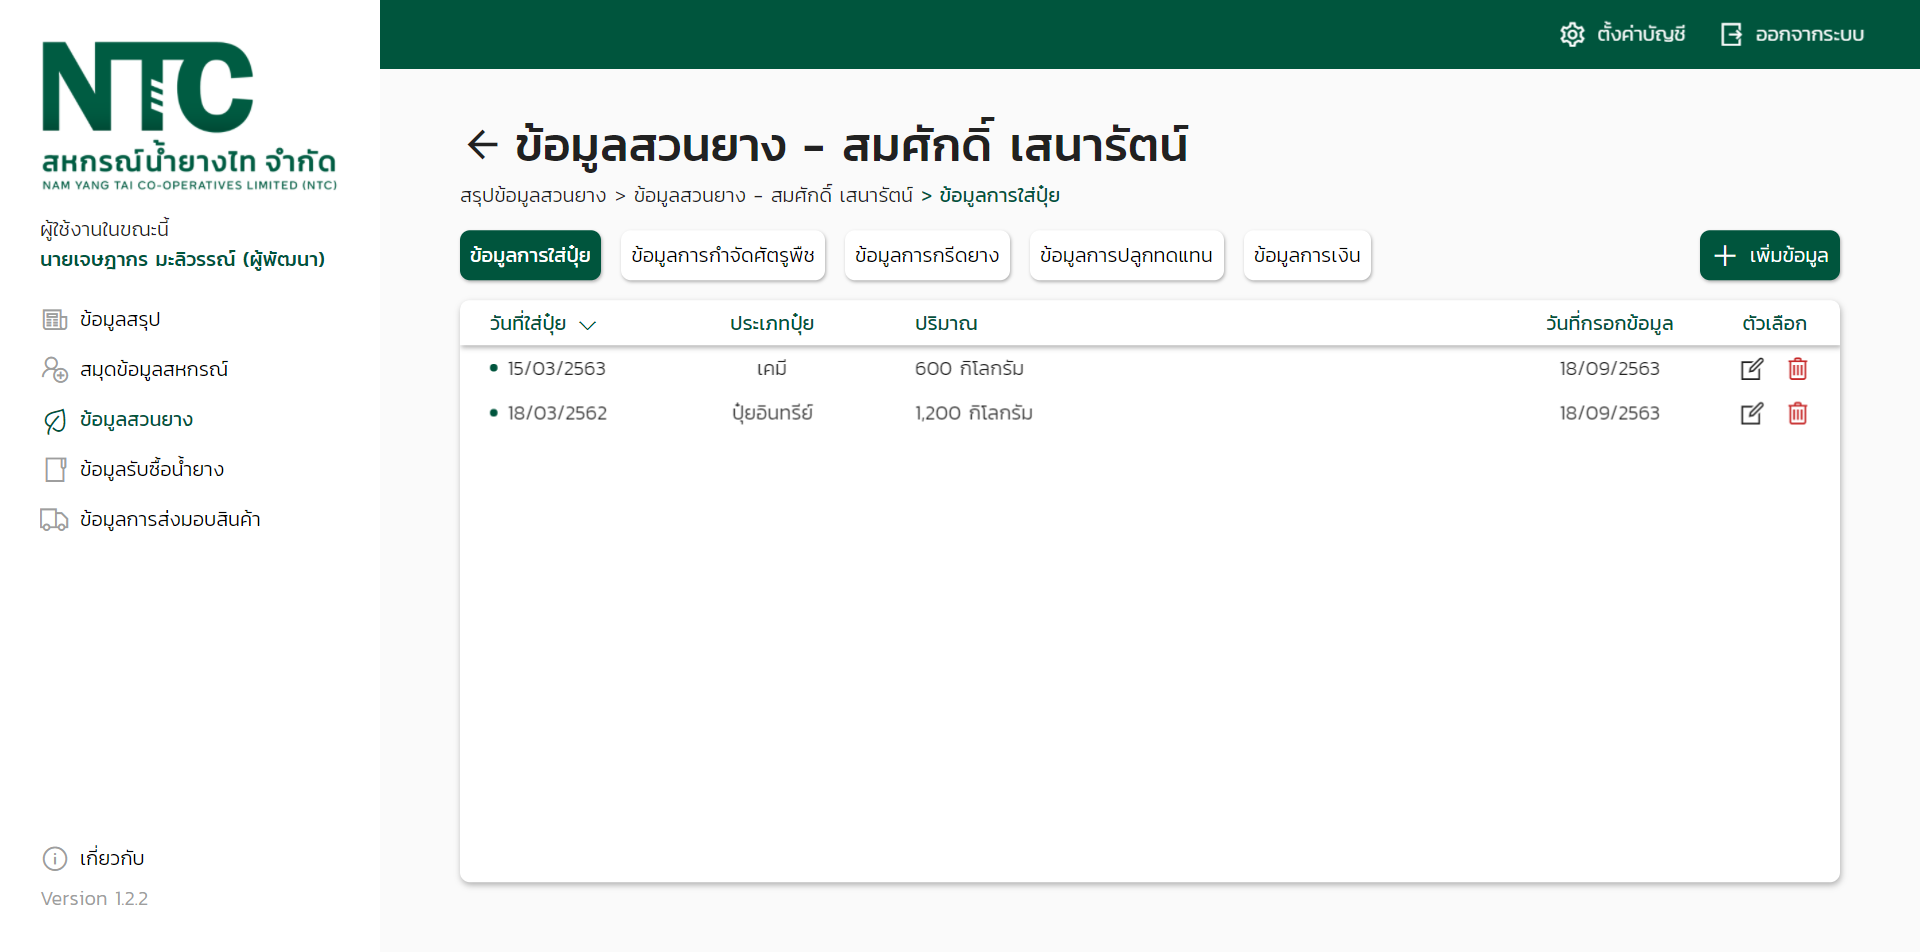 NTC
สหกรณ์น้ำยางไท จำกัด
NAM YANG TAI CO-OPERATIVES LIMITED (NTC)
ผู้ใช้งานในขณะนี้
นายเจษฎากร มะลิวรรณ์ (ผู้พัฒนา)
ข้อมูลสรุป
สมุดข้อมูลสหกรณ์
ข้อมูลสวนยาง
ข้อมูลรับซื้อน้ำยาง
ข้อมูลการส่งมอบสินค้า
เกี่ยวกับ
Version 1.2.2
ตั้งค่าบัญชี ออกจากระบบ
ข้อมูลสวนยาง - สมศักดิ์ เสนารัตน์
สรุปข้อมูลสวนยาง > ข้อมูลสวนยาง - สมศักดิ์ เสนารัตน์ > ข้อมูลการใส่ปุ๋ย
ข้อมูลการใส่ปุ๋ย ข้อมูลการกำจัดศัตรูพืช ข้อมูลการกรีดยาง ข้อมูลการปลูกทดแทน ข้อมูลการเงิน เพิ่มข้อมูล
วันที่ใส่ปุ๋ย ประเภทปุ๋ย ปริมาณ วันที่กรอกข้อมูล ตัวเลือก
15/03/2563 เคมี 600 กิโลกรัม 18/09/2563
18/03/2562 ปุ๋ยอินทรีย์ 1,200 กิโลกรัม 18/09/2563